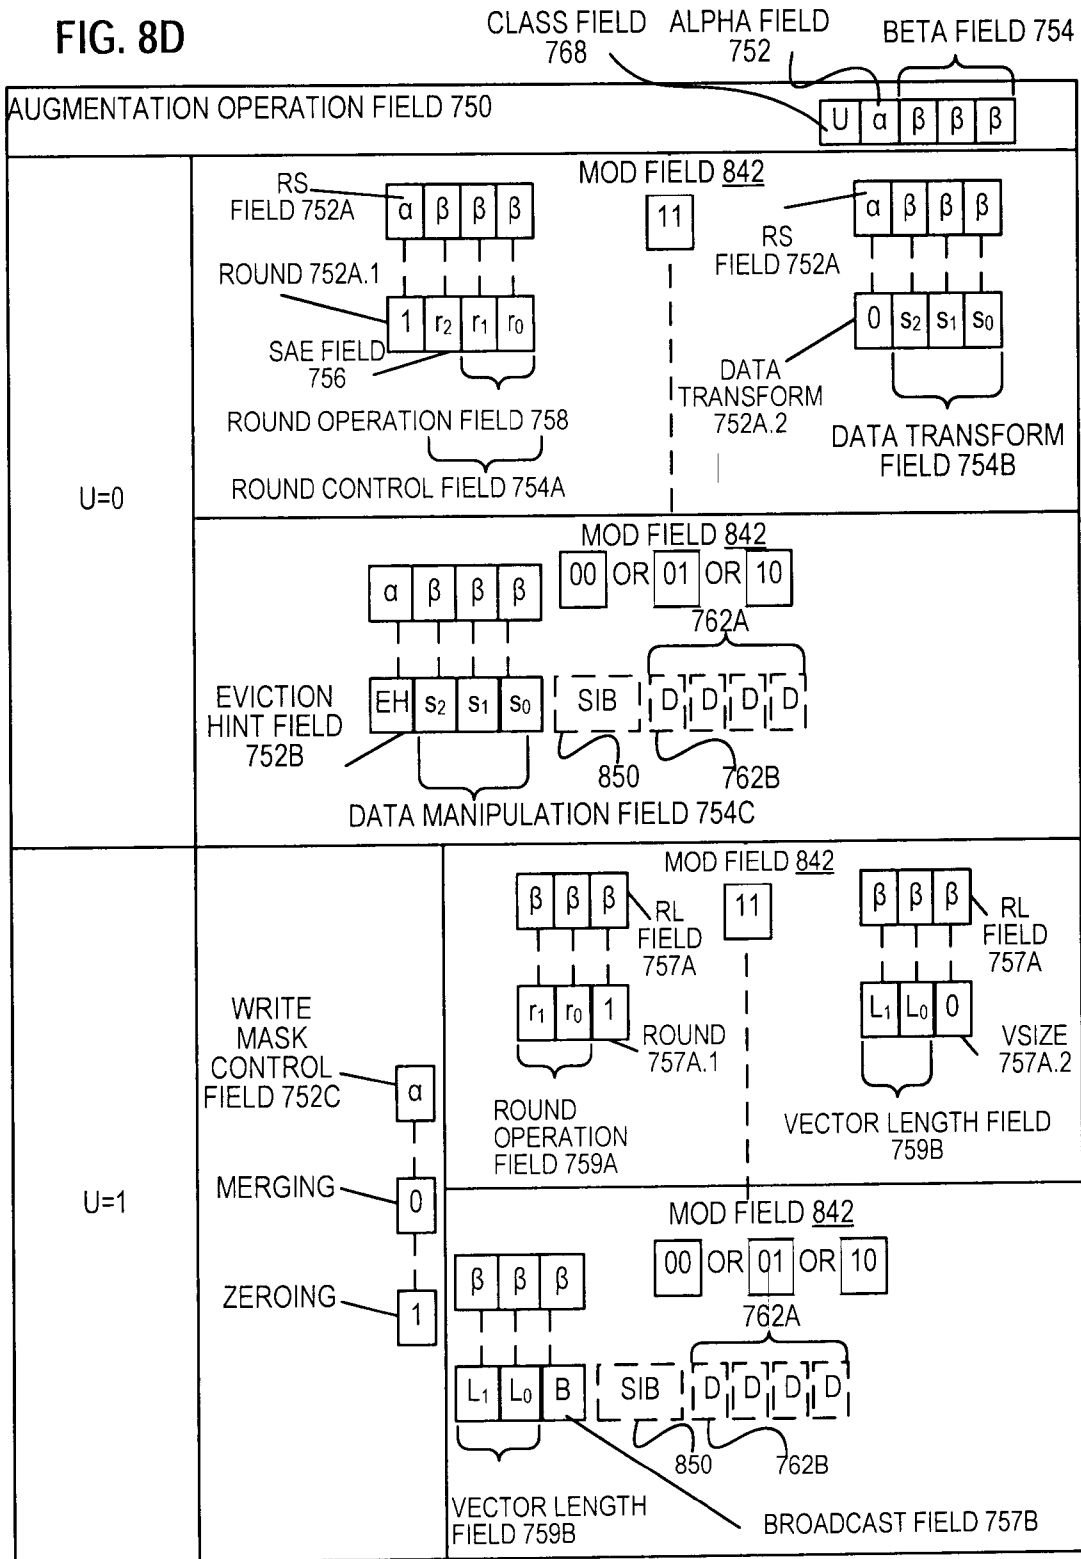 FIG. 8D
CLASS FIELD
768
ALPHA FIELD
752
BETA FIELD 754
AUGMENTATION OPERATION FIELD 750
U α β β β
U=0
MOD FIELD 842
11
RS
FIELD 752A
α β β β
ROUND 752A.1
1 r2 r1 r0
SAE FIELD
756
ROUND OPERATION FIELD 758
ROUND CONTROL FIELD 754A
α β β β
RS
FIELD 752A
0 s2 s1 s0
DATA
TRANSFORM
752A.2
DATA TRANSFORM
FIELD 754B
MOD FIELD 842
00 OR 01 OR 10
α β β β
762A
EVICTION
HINT FIELD
752B
EH s2 s1 s0 SIB D D D D
850
762B
DATA MANIPULATION FIELD 754C
U=1
WRITE
MASK
CONTROL
FIELD 752C
α
MERGING
0
ZEROING
1
MOD FIELD 842
11
β β β
RL
FIELD
757A
r1 r0 1
ROUND
757A.1
ROUND
OPERATION
FIELD 759A
β β β
RL
FIELD
757A
L1 L0 0
VSIZE
757A.2
VECTOR LENGTH FIELD
759B
MOD FIELD 842
00 OR 01 OR 10
β β β
762A
L1 L0 B SIB D D D D
850
762B
VECTOR LENGTH
FIELD 759B
BROADCAST FIELD 757B